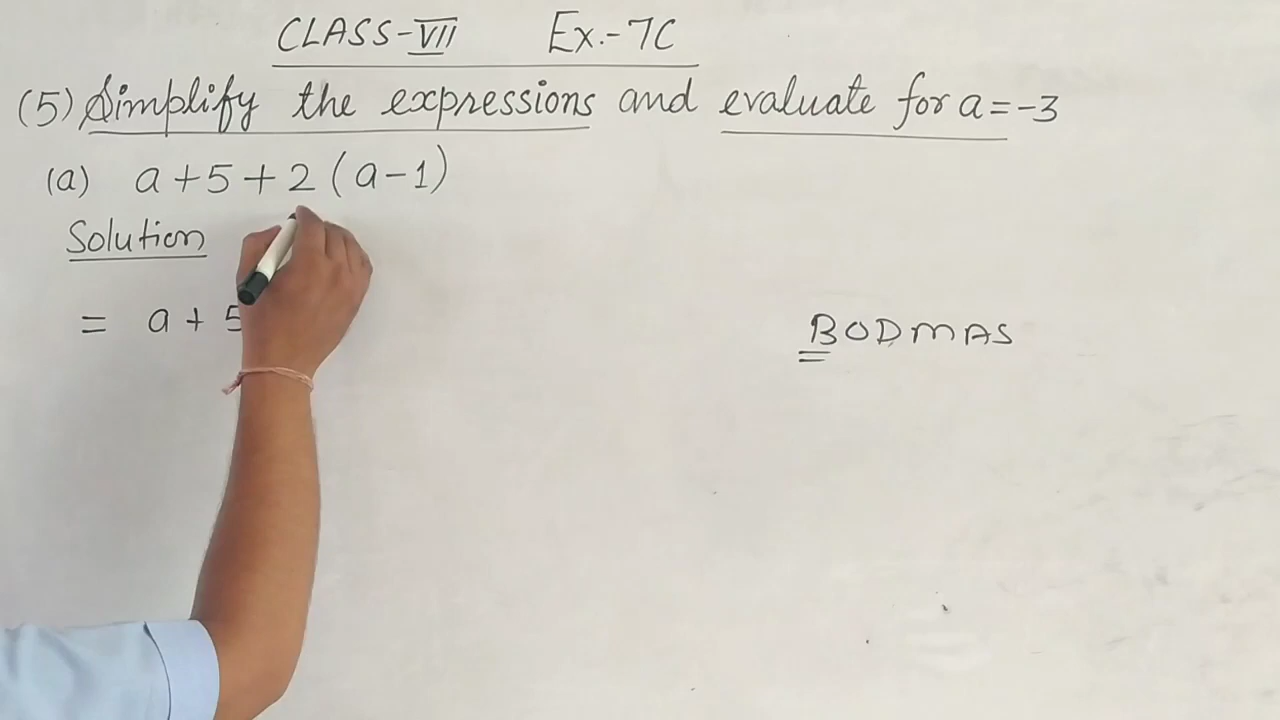 CLASS-VII Ex.-7C
(5) Simplify the expressions and evaluate for a = -3
(a) a + 5 + 2 (a - 1)
Solution
= a + 5
BODMAS